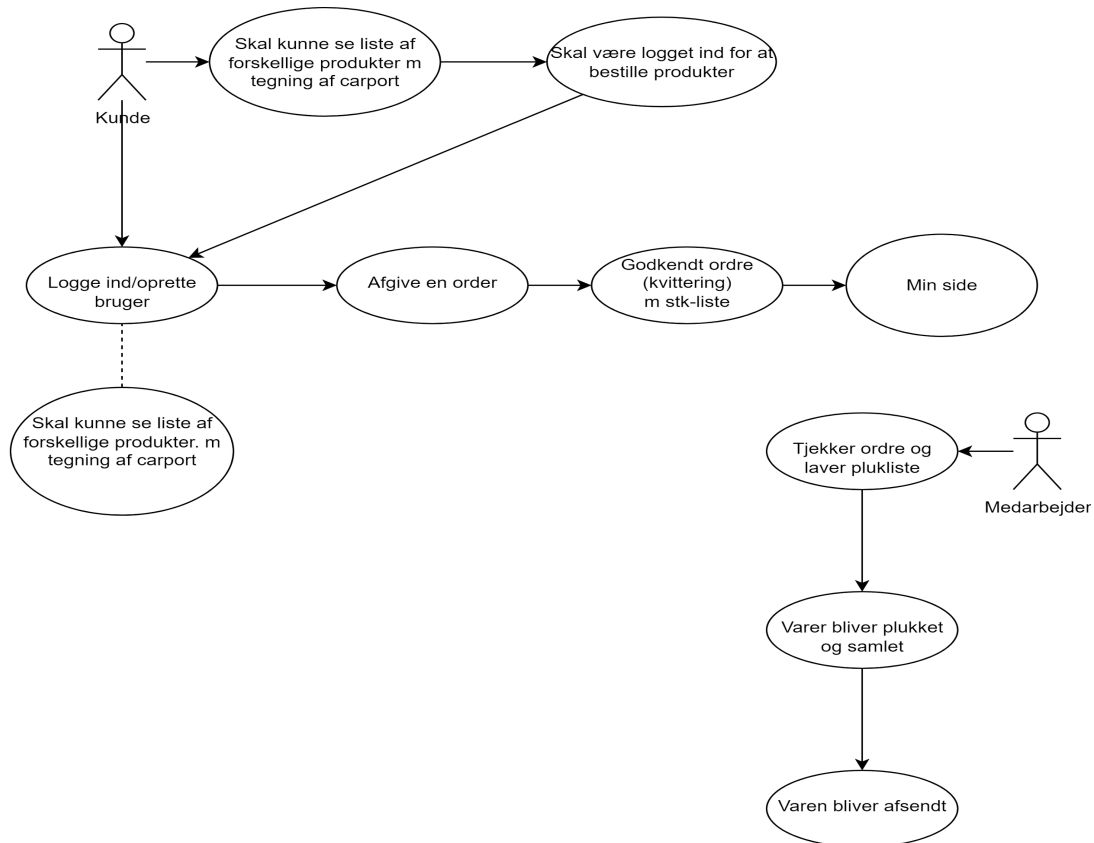 Skal kunne se liste af
forskellige produkter m
tegning af carport
Skal være logget ind for at
bestille produkter
Kunde
Logge ind/oprette
bruger
Afgive en order
Godkendt ordre
(kvittering)
m stk-liste
Min side
Skal kunne se liste af
forskellige produkter. m
tegning af carport
Tjekker ordre og
laver plukliste
Medarbejder
Varer bliver plukket
og samlet
Varen bliver afsendt